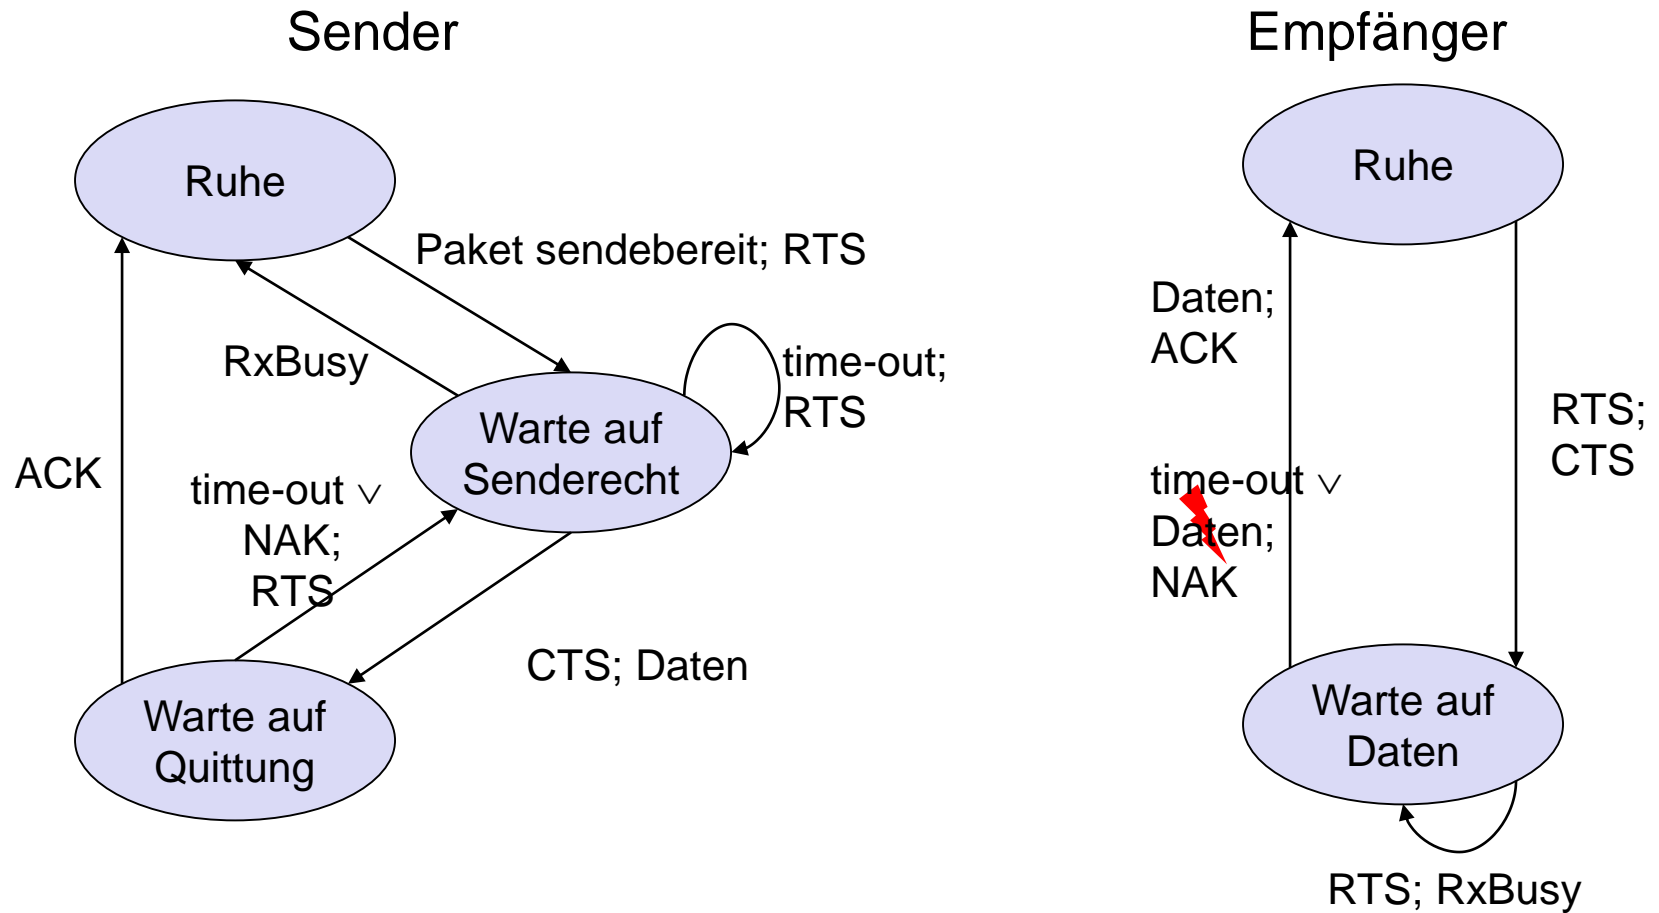 Sender
Ruhe
Paket sendebereit; RTS
RxBusy
time-out;
RTS
Warte auf
Senderecht
ACK
time-out ∨
NAK;
RTS
CTS; Daten
Warte auf
Quittung
Empfänger
Ruhe
Daten;
ACK
RTS;
CTS
time-out ∨
Daten;
NAK
Warte auf
Daten
RTS; RxBusy